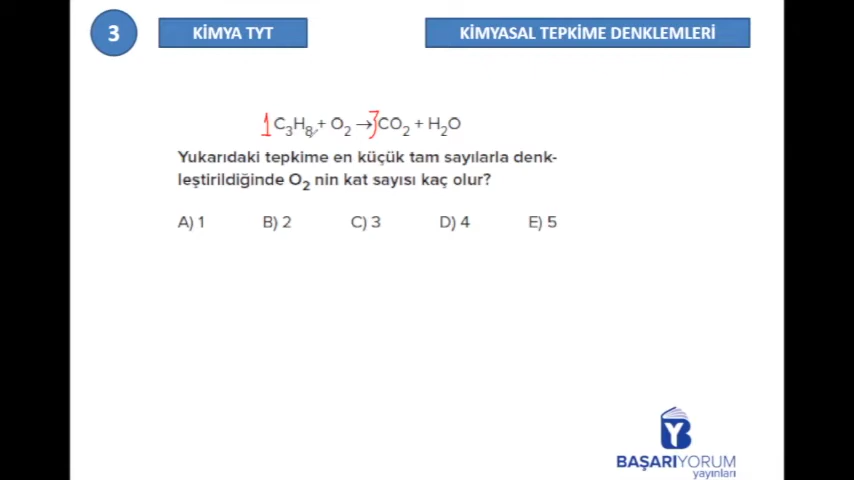 3
KİMYA TYT
KİMYASAL TEPKİME DENKLEMLERİ
1C₃H₈ + O₂ → 3CO₂ + H₂O
Yukarıdaki tepkime en küçük tam sayılarla denk-
leştirildiğinde O₂ nin kat sayısı kaç olur?
A) 1 B) 2 C) 3 D) 4 E) 5
BAŞARIYORUM
yayınları